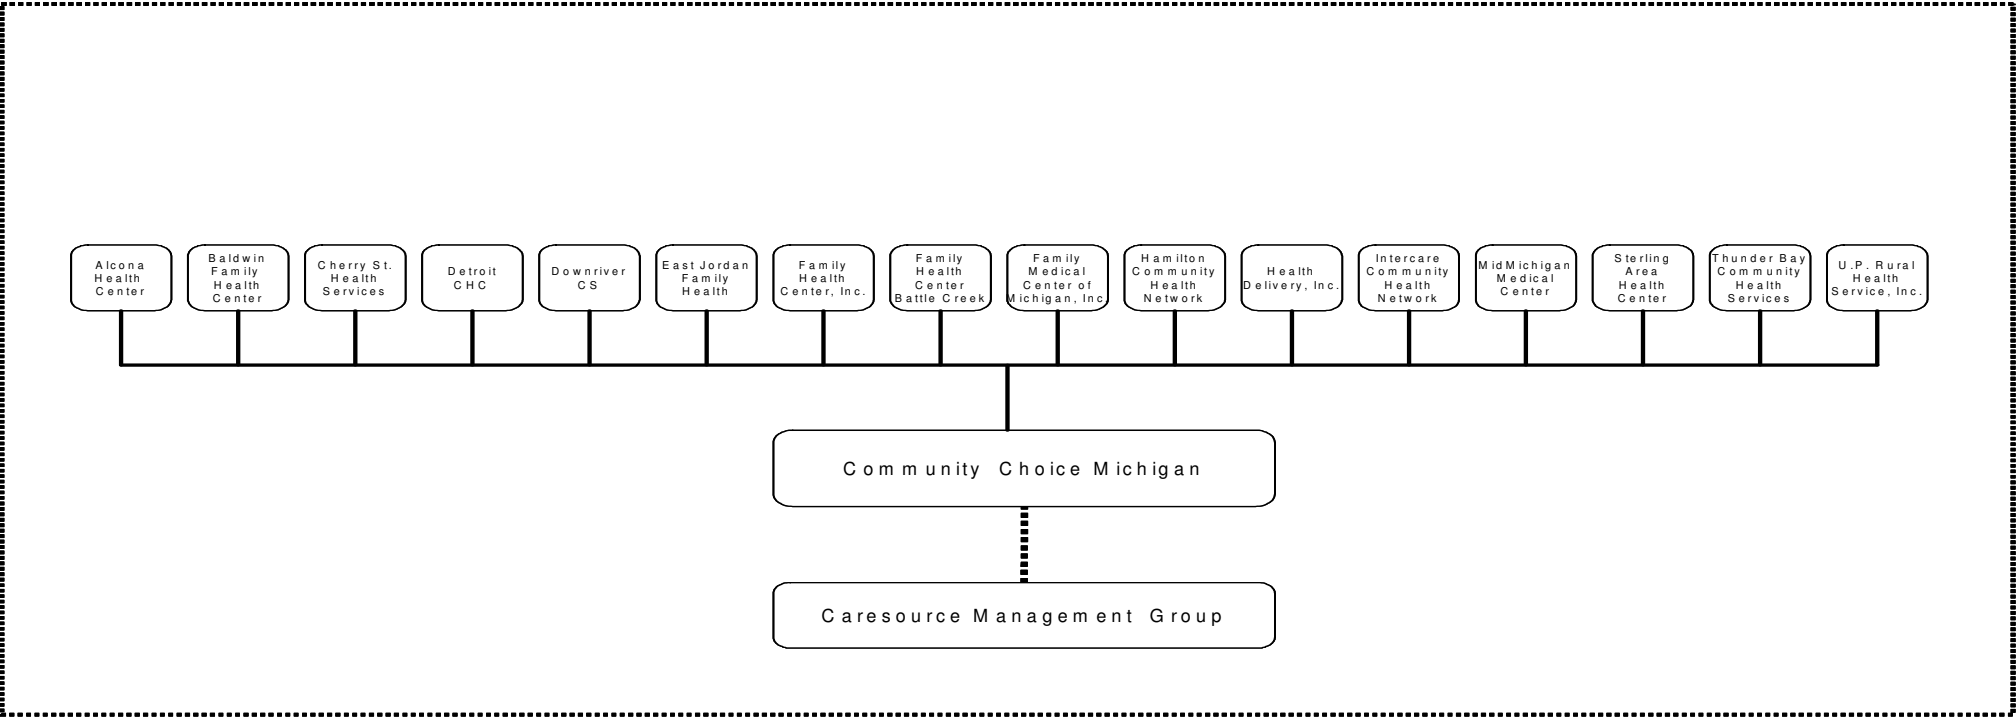 Alcona
Health
Center
Baldwin
Family
Health
Center
Cherry St.
Health
Services
Detroit
CHC
Downriver
CS
East Jordan
Family
Health
Family
Health
Center, Inc.
Family
Health
Center
Battle Creek
Family
Medical
Center of
Michigan, Inc
Hamilton
Community
Health
Network
Health
Delivery, Inc.
Intercare
Community
Health
Network
MidMichigan
Medical
Center
Sterling
Area
Health
Center
Thunder Bay
Community
Health
Services
U.P. Rural
Health
Service, Inc.
Community Choice Michigan
Caresource Management Group